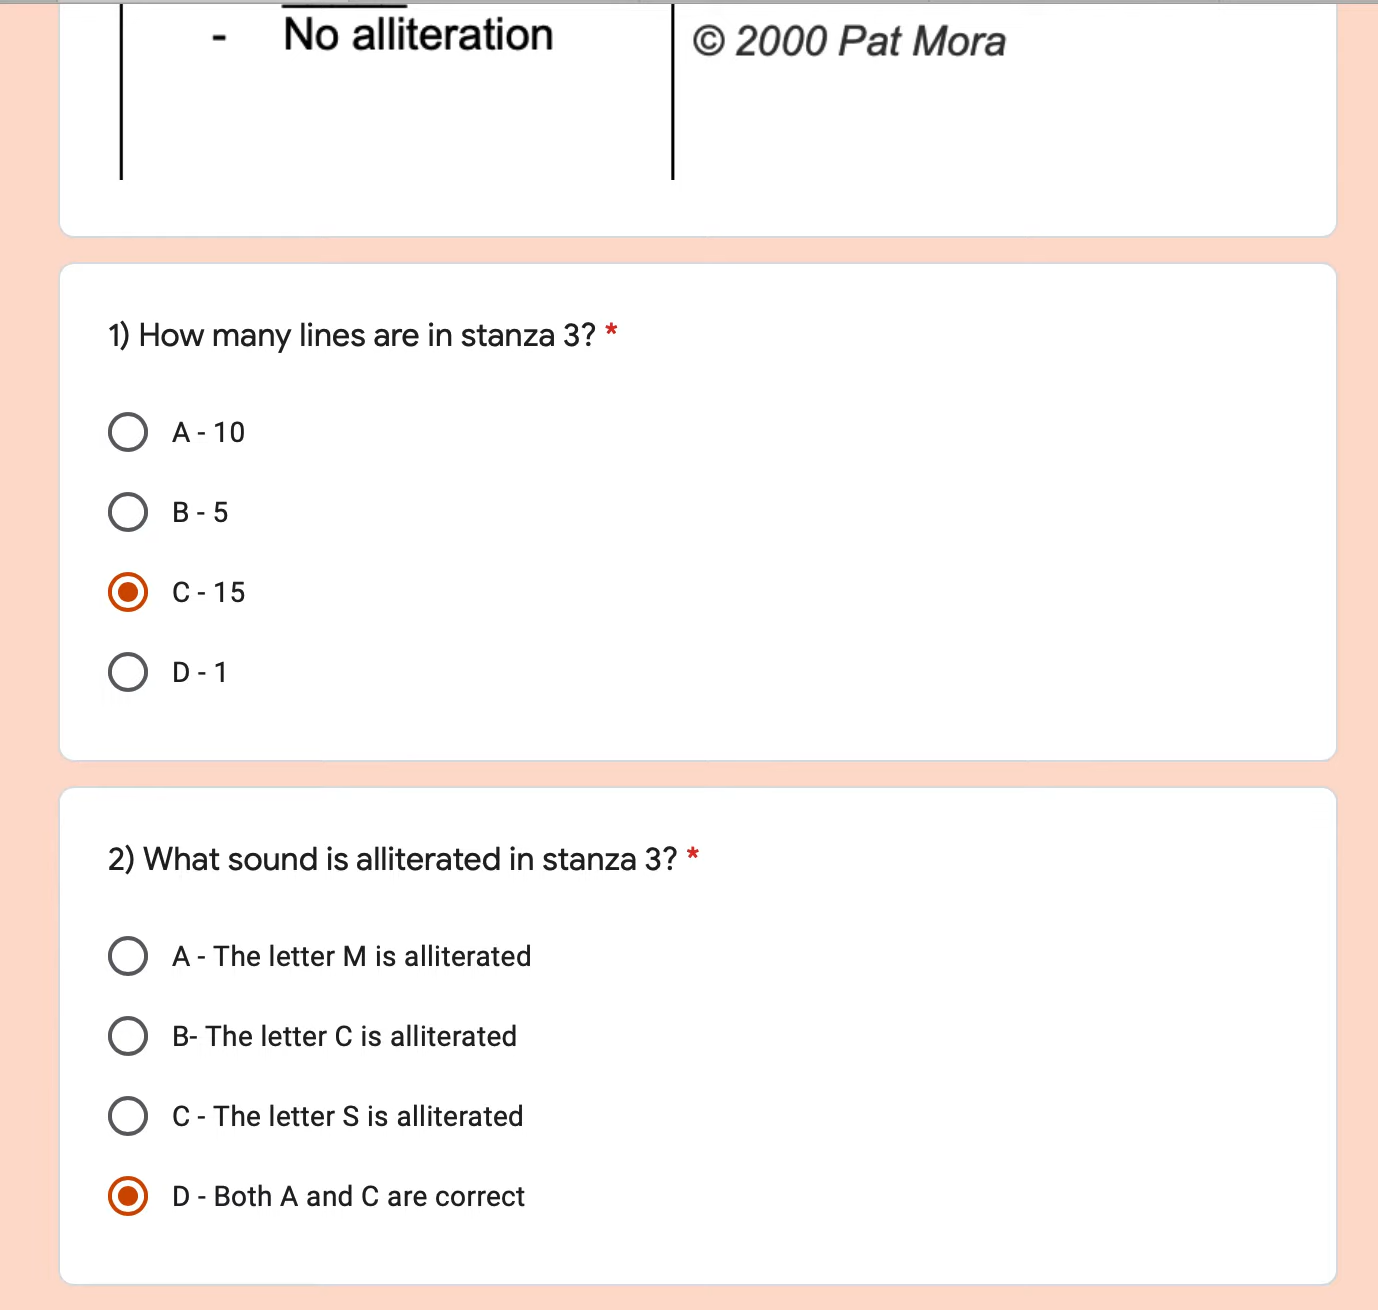 - No alliteration
© 2000 Pat Mora
1) How many lines are in stanza 3? *
A - 10
B - 5
C - 15
D - 1
2) What sound is alliterated in stanza 3? *
A - The letter M is alliterated
B- The letter C is alliterated
C - The letter S is alliterated
D - Both A and C are correct